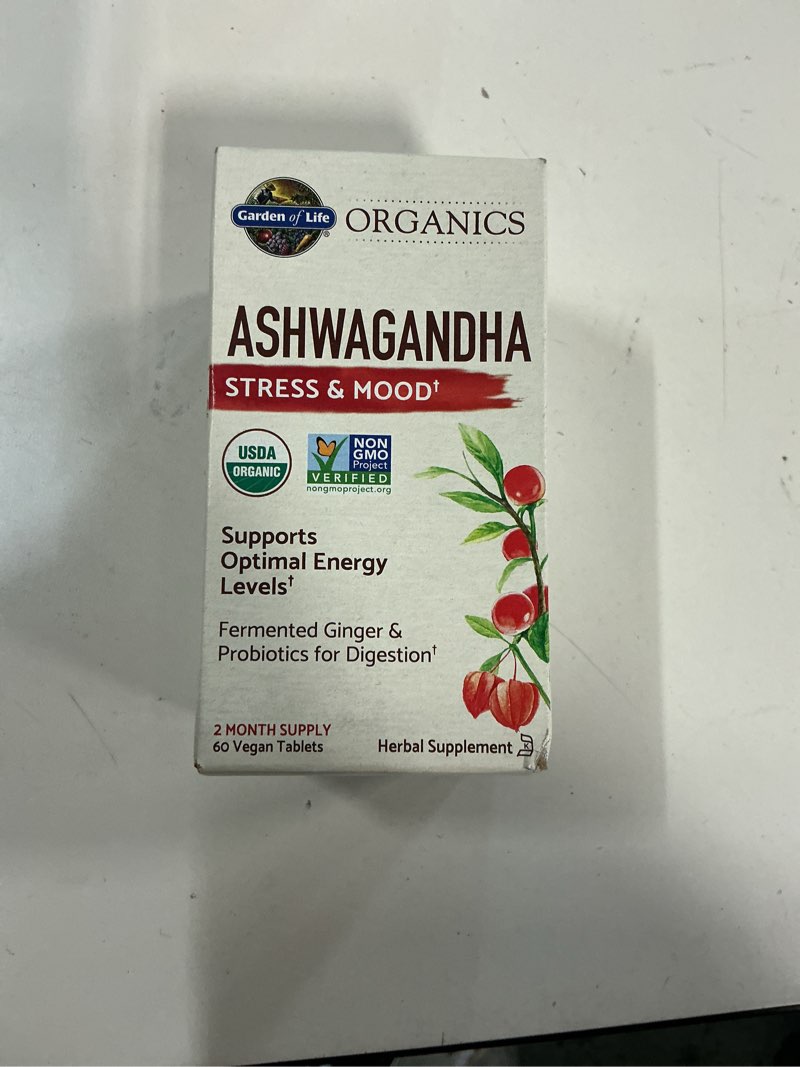 Garden of Life®
ORGANICS
ASHWAGANDHA
STRESS & MOOD†
USDA
ORGANIC
NON
GMO
Project
VERIFIED
nongmoproject.org
Supports
Optimal Energy
Levels†
Fermented Ginger &
Probiotics for Digestion†
2 MONTH SUPPLY
60 Vegan Tablets
Herbal Supplement